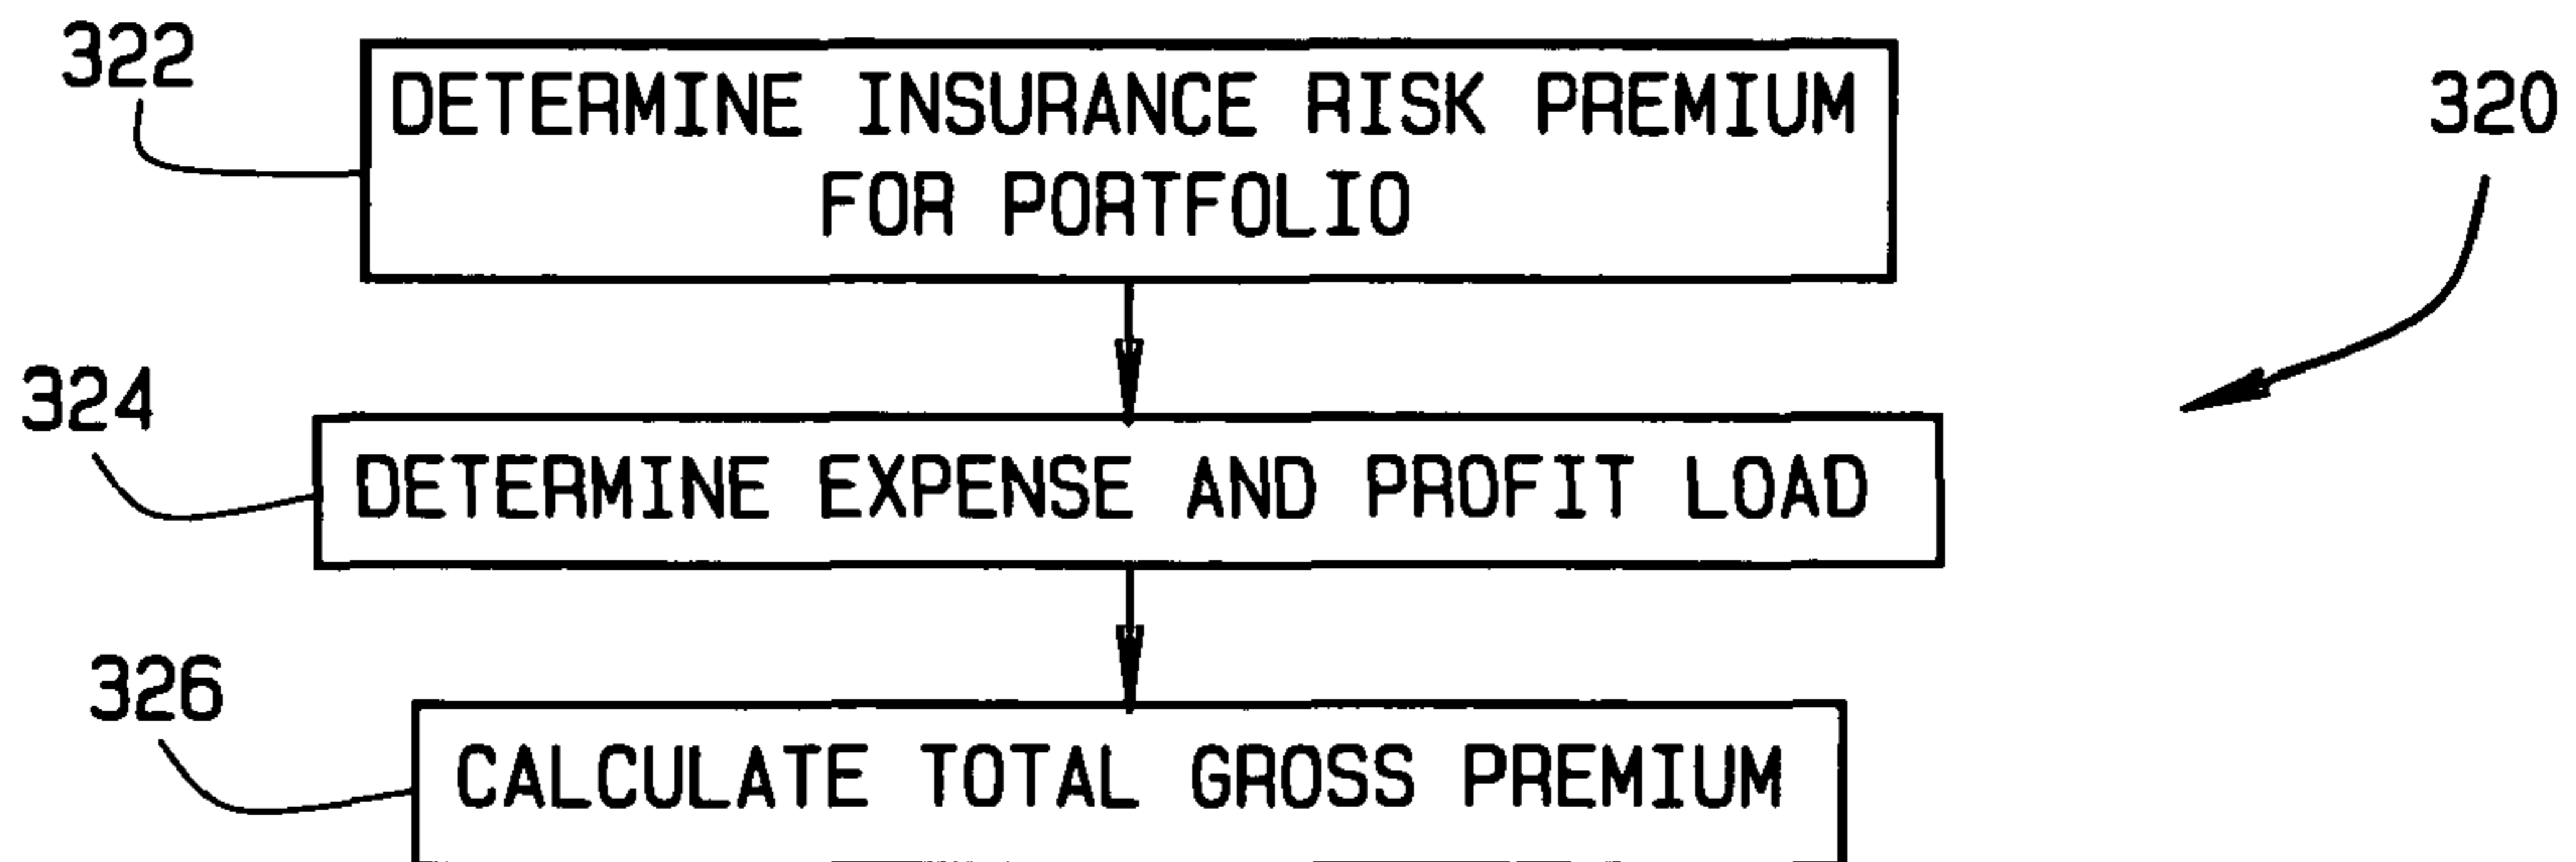 322
DETERMINE INSURANCE RISK PREMIUM
FOR PORTFOLIO
320
324
DETERMINE EXPENSE AND PROFIT LOAD
326
CALCULATE TOTAL GROSS PREMIUM